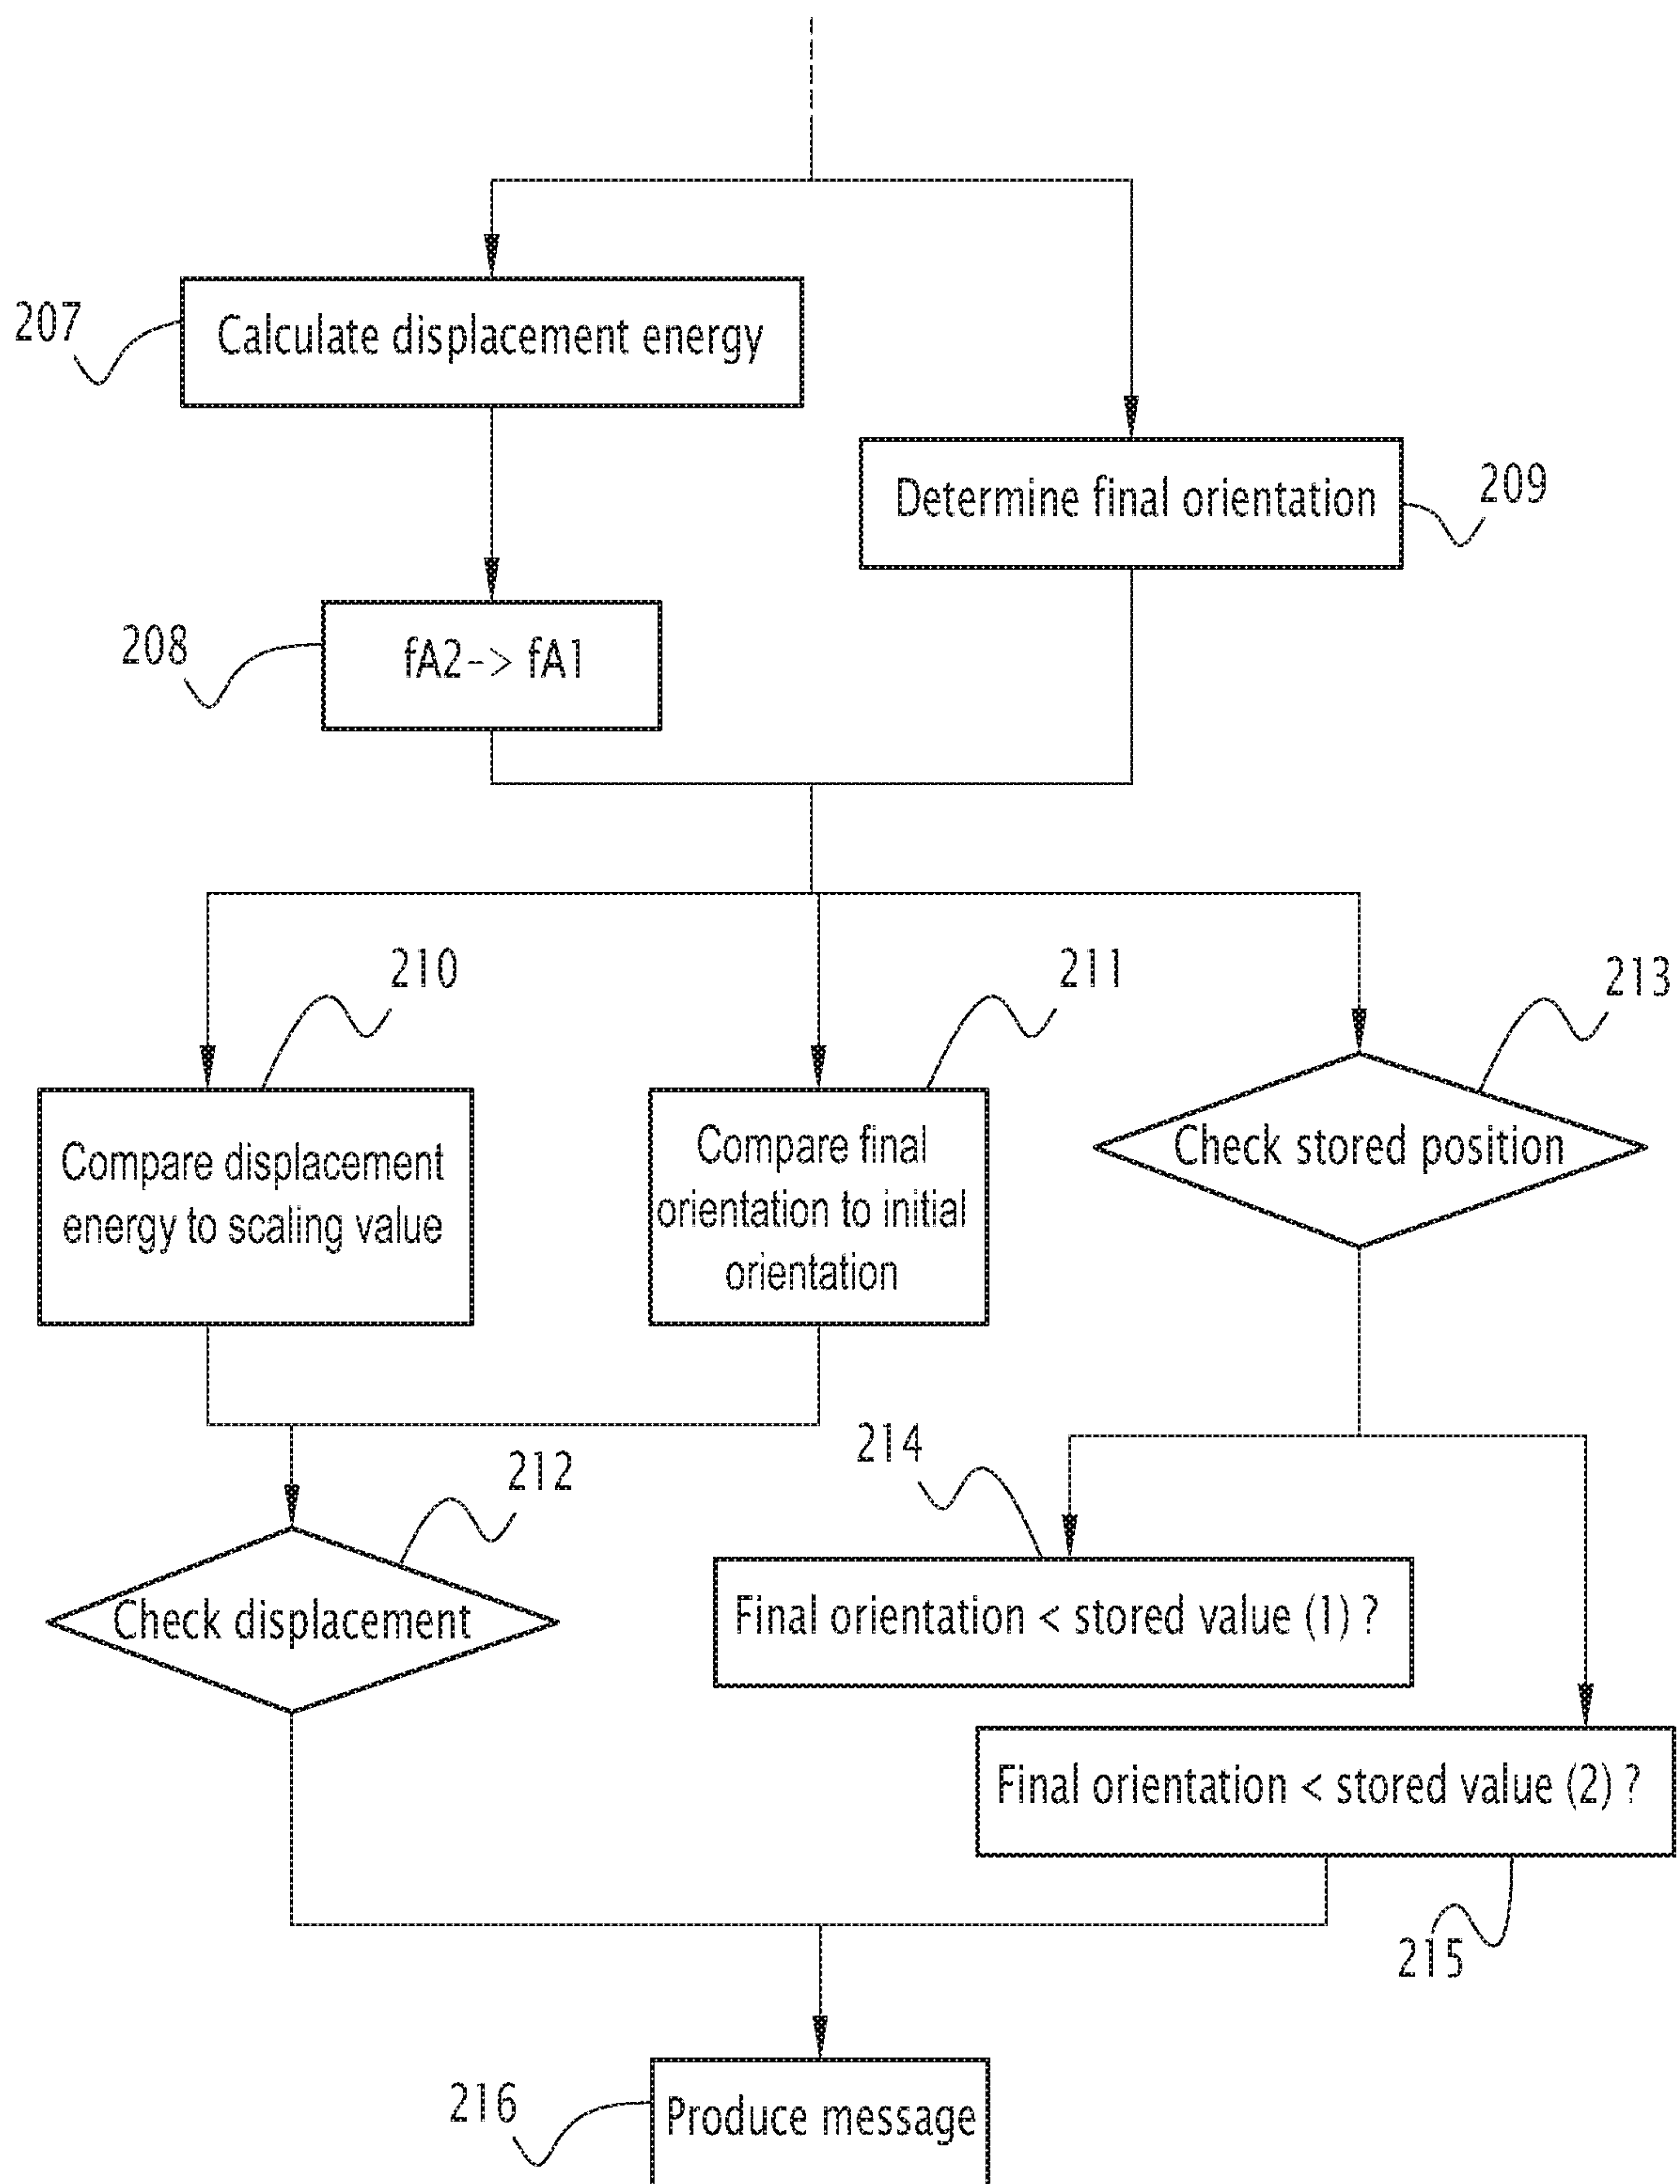 207
Calculate displacement energy
Determine final orientation
209
208
fA2-> fA1
210
211
213
Compare displacement
energy to scaling value
Compare final
orientation to initial
orientation
Check stored position
214
212
Final orientation < stored value (1) ?
Check displacement
Final orientation < stored value (2) ?
215
216
Produce message